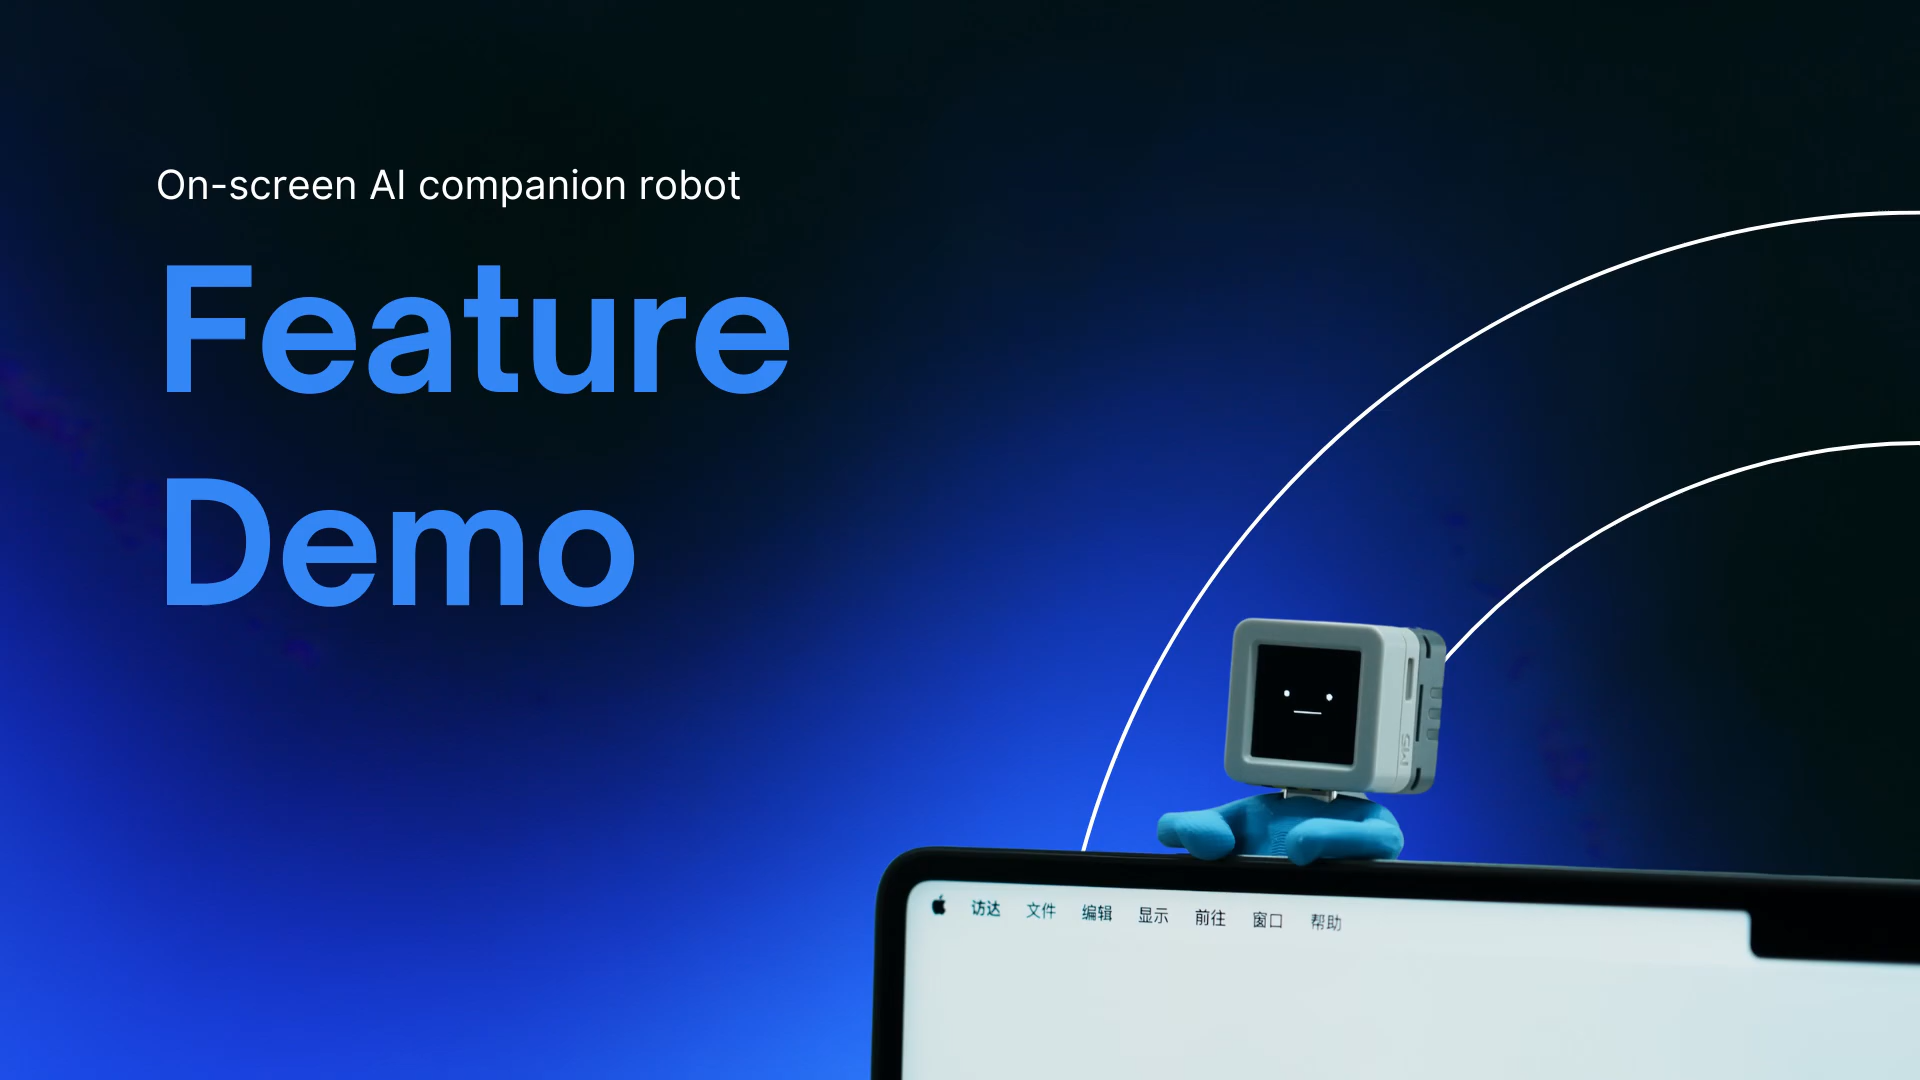 On-screen AI companion robot
Feature
Demo
访达 文件 编辑 显示 前往 窗口 帮助